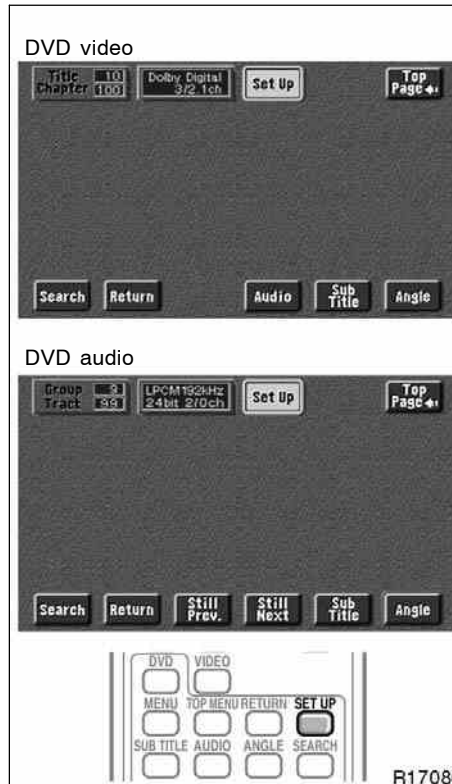 DVD video
Title 10 Dolby Digital Set Up Top
Chapter 100 3/2.1ch Page
Search Return Audio Sub Title Angle
DVD audio
Group LPCM192kHz Set Up Top
Track 99 24bit 2/0ch Page
Search Return Still Prev. Still Next Sub Title Angle
DVD VIDEO
MENU TOP MENU RETURN SET UP
SUB TITLE AUDIO ANGLE SEARCH
R1708